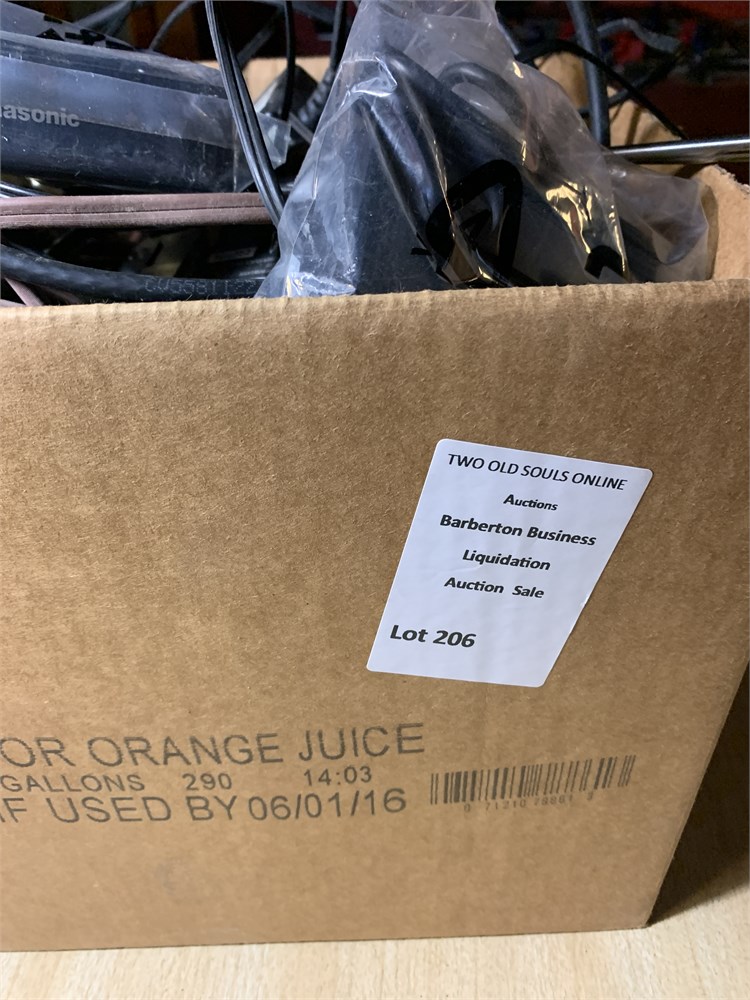 asonic
TWO OLD SOULS ONLINE
Auctions
Barberton Business
Liquidation
Auction Sale
Lot 206
OR ORANGE JUICE
GALLONS 290 14:03
IF USED BY 06/01/16